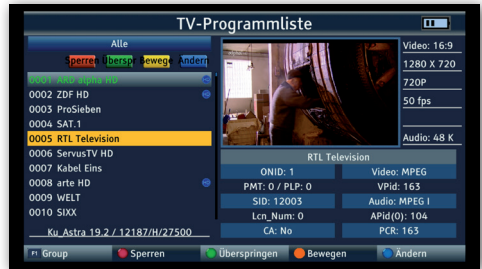 TV-Programmliste
Alle
Sperren Überspr Bewege Ändern
0001 ARD alpha HD
0002 ZDF HD
0003 ProSieben
0004 SAT.1
0005 RTL Television
0006 ServusTV HD
0007 Kabel Eins
0008 arte HD
0009 WELT
0010 SIXX
Ku_Astra 19.2 / 12187/H/27500
Video: 16:9
1280 X 720
720P
50 fps
Audio: 48 K
RTL Television
ONID: 1 Video: MPEG
PMT: 0 / PLP: 0 VPid: 163
SID: 12003 Audio: MPEG I
Lcn_Num: 0 APid(0): 104
CA: No PCR: 163
P1 Group Sperren Überspringen Bewegen Ändern